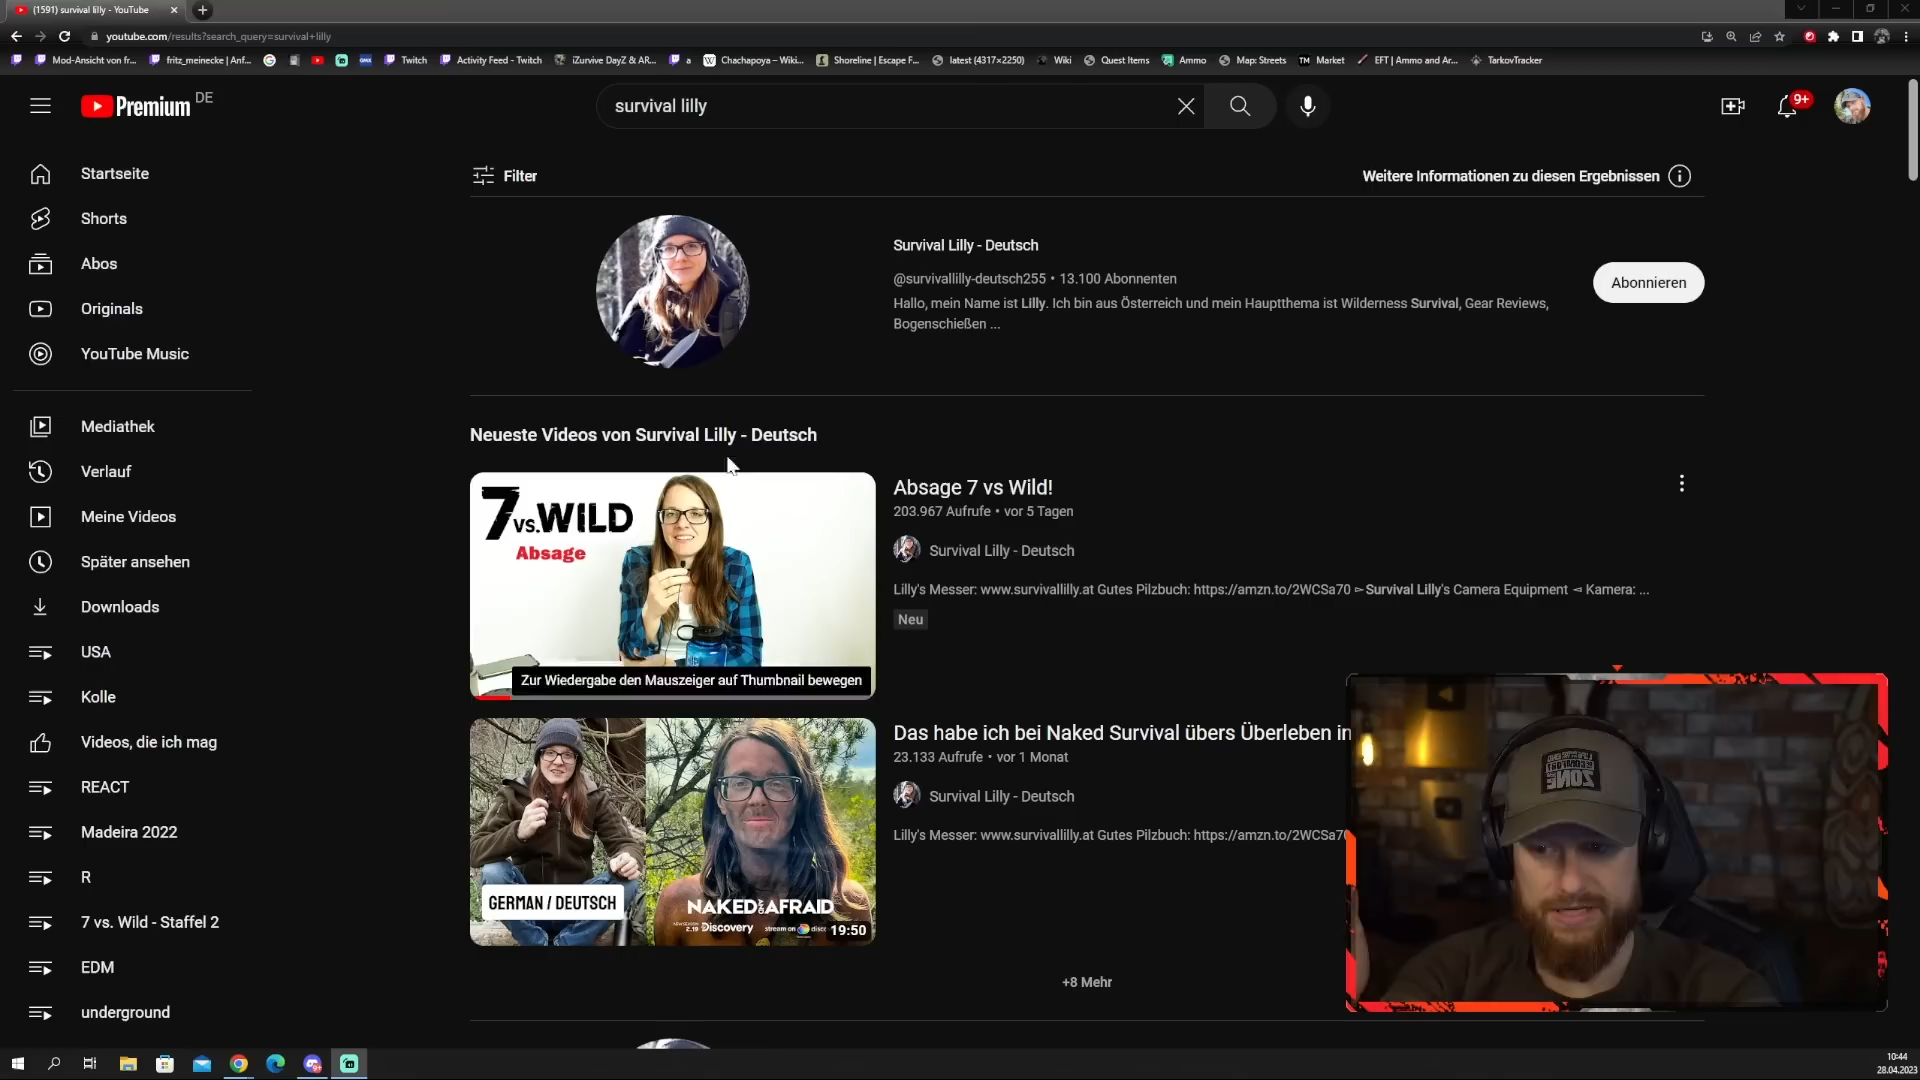 (1591) survival lilly - YouTube
youtube.com/results?search_query=survival+lilly
Mod-Ansicht von fr...
fritz_meinecke | Anf...
Twitch
Activity Feed - Twitch
iZurvive DayZ & AR...
a
Chachapoya – Wiki...
Shoreline | Escape F...
latest (4317×2250)
Wiki
Quest Items
Ammo
Map: Streets
TM Market
EFT | Ammo and Ar...
TarkovTracker
Premium DE
survival lilly
9+
Startseite
Shorts
Abos
Originals
YouTube Music
Mediathek
Verlauf
Meine Videos
Später ansehen
Downloads
USA
Kolle
Videos, die ich mag
REACT
Madeira 2022
R
7 vs. Wild - Staffel 2
EDM
underground
Filter
Weitere Informationen zu diesen Ergebnissen
Survival Lilly - Deutsch
@survivallilly-deutsch255 • 13.100 Abonnenten
Hallo, mein Name ist Lilly. Ich bin aus Österreich und mein Hauptthema ist Wilderness Survival, Gear Reviews,
Bogenschießen ...
Abonnieren
Neueste Videos von Survival Lilly - Deutsch
7 VS. WILD
Absage
Zur Wiedergabe den Mauszeiger auf Thumbnail bewegen
Absage 7 vs Wild!
203.967 Aufrufe • vor 5 Tagen
Survival Lilly - Deutsch
Lilly's Messer: www.survivallilly.at Gutes Pilzbuch: https://amzn.to/2WCSa70 ►Survival Lilly's Camera Equipment ◄ Kamera: ...
Neu
GERMAN / DEUTSCH
NAKED AND AFRAID
2.19 Discovery stream on disc
19:50
Das habe ich bei Naked Survival übers Überleben in
23.133 Aufrufe • vor 1 Monat
Survival Lilly - Deutsch
Lilly's Messer: www.survivallilly.at Gutes Pilzbuch: https://amzn.to/2WCSa70
+8 Mehr
ZONE
10:44
28.04.2023